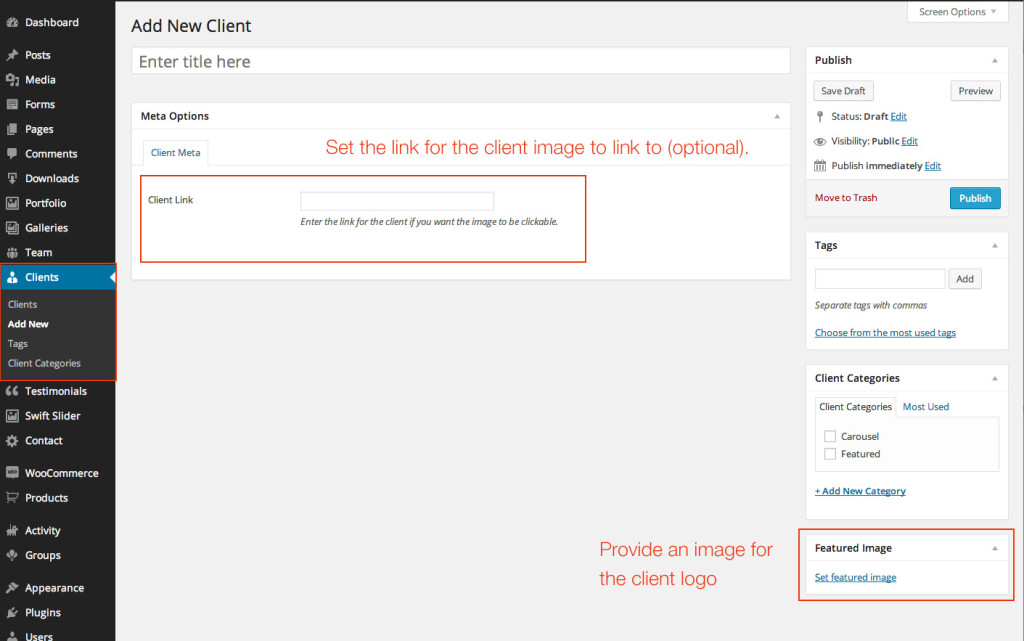 Dashboard
Posts
Media
Forms
Pages
Comments
Downloads
Portfolio
Galleries
Team
Clients
Clients
Add New
Tags
Client Categories
Testimonials
Swift Slider
Contact
WooCommerce
Products
Activity
Groups
Appearance
Plugins
Users
Screen Options
Add New Client
Enter title here
Meta Options
Client Meta
Set the link for the client image to link to (optional).
Client Link
Enter the link for the client if you want the image to be clickable.
Publish
Save Draft
Preview
Status: Draft Edit
Visibility: Public Edit
Publish immediately Edit
Move to Trash
Publish
Tags
Add
Separate tags with commas
Choose from the most used tags
Client Categories
Client Categories
Most Used
Carousel
Featured
+ Add New Category
Provide an image for
the client logo
Featured Image
Set featured image